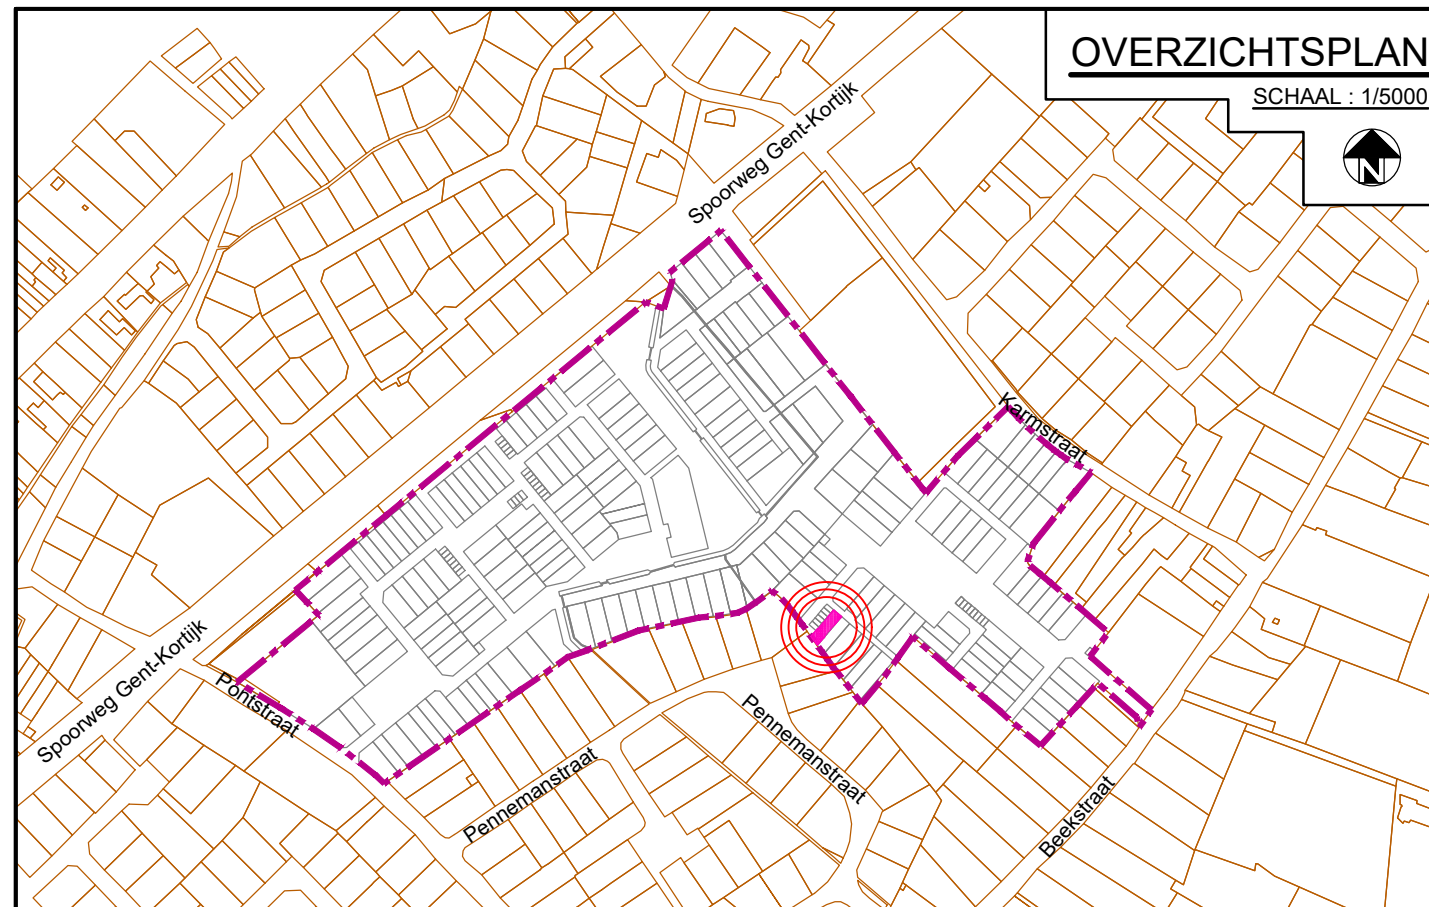 OVERZICHTSPLAN
SCHAAL : 1/5000
N
Spoorweg Gent-Kortijk
Karmstraat
Spoorweg Gent-Kortijk
Pontstraat
Pennemanstraat
Pennemanstraat
Beekstraat